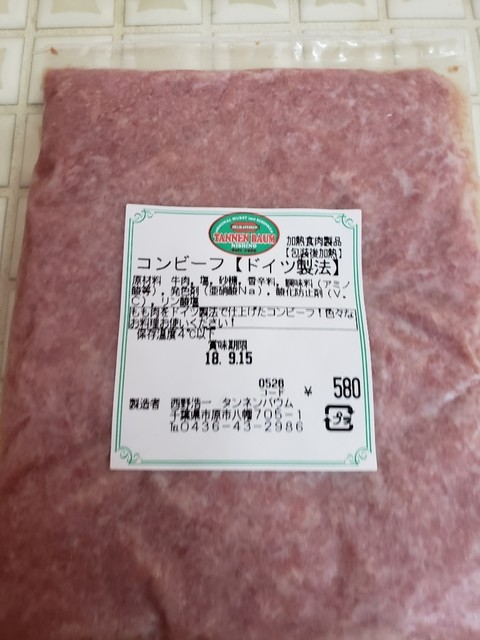 TANNEN BAUM
NISHINO
加熱食肉製品
【包装後加熱】
コンビーフ【ドイツ製法】
原材料 牛肉，塩，砂糖，香辛料，調味料（アミノ
酸等），発色剤（亜硝酸Ｎａ），酸化防止剤（Ｖ．
Ｃ），リン酸塩
もも肉をドイツ製法で仕上げたコンビーフ！色々な
お料理お使いください！
保存温度４℃以下
賞味期限
18. 9.15
0528
コード
¥ 580
製造者 西野浩一 タンネンバウム
千葉県市原市八幡７０５－１
℡０４３６－４３－２９８６
プラ